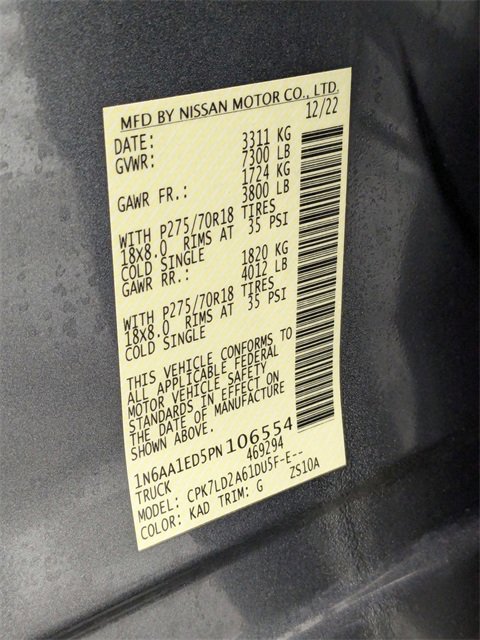 MFD BY NISSAN MOTOR CO., LTD.
DATE: 12/22
GVWR: 3311 KG
7300 LB
GAWR FR.: 1724 KG
3800 LB
WITH P275/70R18 TIRES
18X8.0 RIMS AT 35 PSI
COLD SINGLE
GAWR RR.: 1820 KG
4012 LB
WITH P275/70R18 TIRES
18X8.0 RIMS AT 35 PSI
COLD SINGLE
THIS VEHICLE CONFORMS TO
ALL APPLICABLE FEDERAL
MOTOR VEHICLE SAFETY
STANDARDS IN EFFECT ON
THE DATE OF MANUFACTURE
SHOWN ABOVE.
1N6AA1ED5PN106554
TRUCK 469294
MODEL: CPK7LD2A61DU5F-E--
COLOR: KAD TRIM: G ZS10A